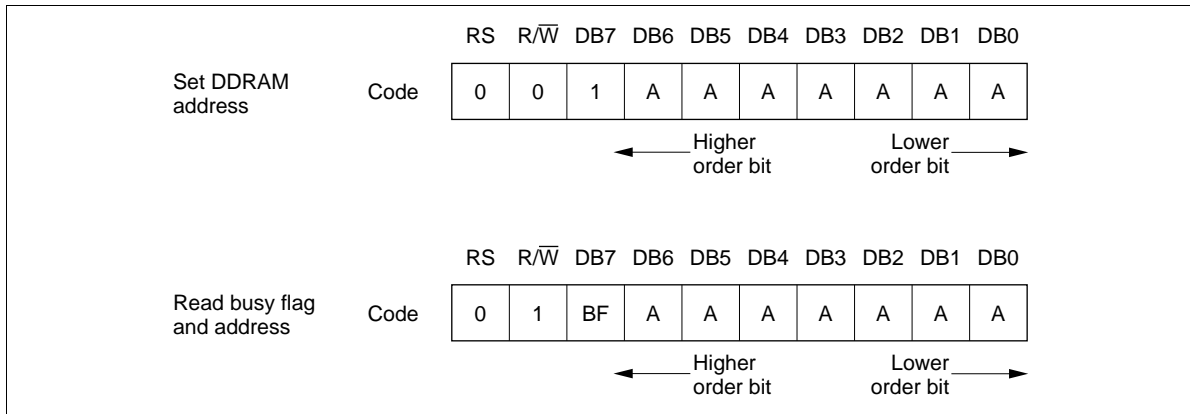 RS R/W̅ DB7 DB6 DB5 DB4 DB3 DB2 DB1 DB0
Set DDRAM
address
Code 0 0 1 A A A A A A A
Higher
order bit
Lower
order bit
RS R/W̅ DB7 DB6 DB5 DB4 DB3 DB2 DB1 DB0
Read busy flag
and address
Code 0 1 BF A A A A A A A
Higher
order bit
Lower
order bit